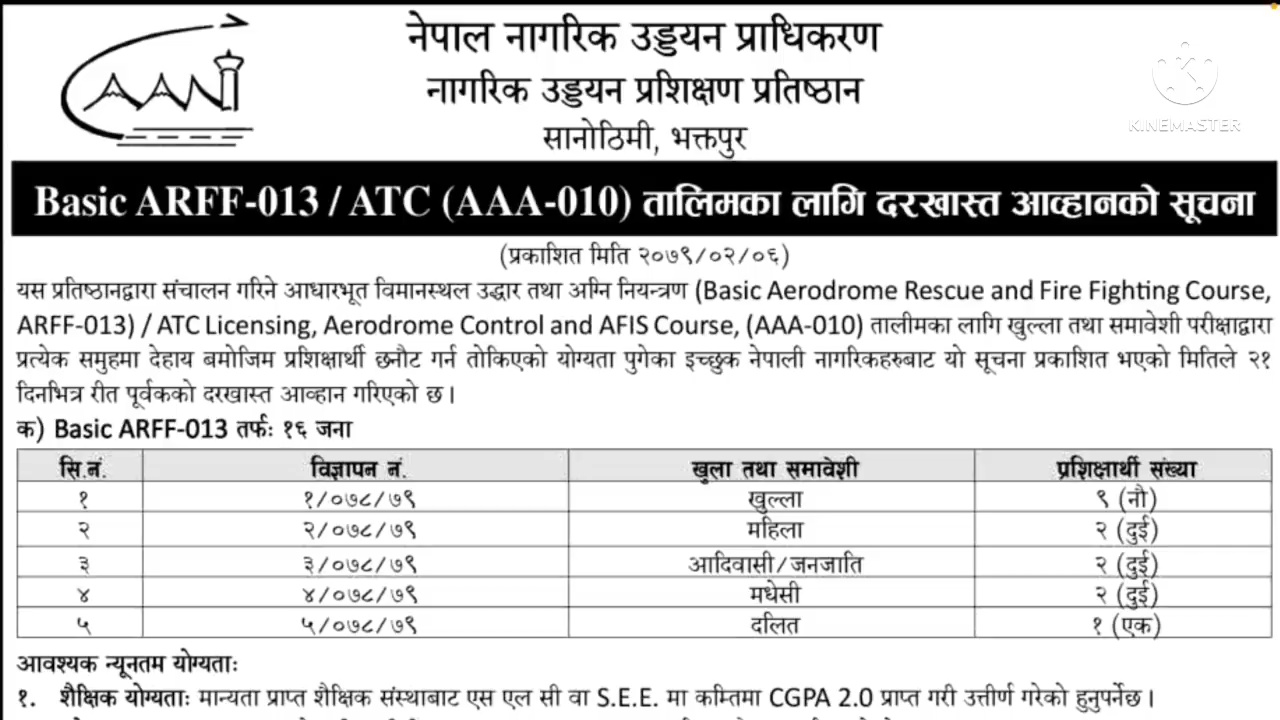 नेपाल नागरिक उड्डयन प्राधिकरण
CAANI
नागरिक उड्डयन प्रशिक्षण प्रतिष्ठान
सानोठिमी, भक्तपुर
KINEMASTER
Basic ARFF-013 / ATC (AAA-010) तालिमका लागि दरखास्त आव्हानको सूचना
(प्रकाशित मिति २०७९/०२/०६)
यस प्रतिष्ठानद्वारा संचालन गरिने आधारभूत विमानस्थल उद्धार तथा अग्नि नियन्त्रण (Basic Aerodrome Rescue and Fire Fighting Course,
ARFF-013) / ATC Licensing, Aerodrome Control and AFIS Course, (AAA-010) तालीमका लागि खुल्ला तथा समावेशी परीक्षाद्वारा
प्रत्येक समुहमा देहाय बमोजिम प्रशिक्षार्थी छनौट गर्न तोकिएको योग्यता पुगेका इच्छुक नेपाली नागरिकहरुबाट यो सूचना प्रकाशित भएको मितिले २१
दिनभित्र रीत पूर्वकको दरखास्त आव्हान गरिएको छ।
क) Basic ARFF-013 तर्फः १६ जना
सि.नं. विज्ञापन नं. खुला तथा समावेशी प्रशिक्षार्थी संख्या
१ १/०७८/७९ खुल्ला ९ (नौ)
२ २/०७८/७९ महिला २ (दुई)
३ ३/०७८/७९ आदिवासी/जनजाति २ (दुई)
४ ४/०७८/७९ मधेसी २ (दुई)
५ ५/०७८/७९ दलित १ (एक)
आवश्यक न्यूनतम योग्यताः
१. शैक्षिक योग्यताः मान्यता प्राप्त शैक्षिक संस्थाबाट एस एल सी वा S.E.E. मा कम्तिमा CGPA 2.0 प्राप्त गरी उत्तीर्ण गरेको हुनुपर्नेछ।